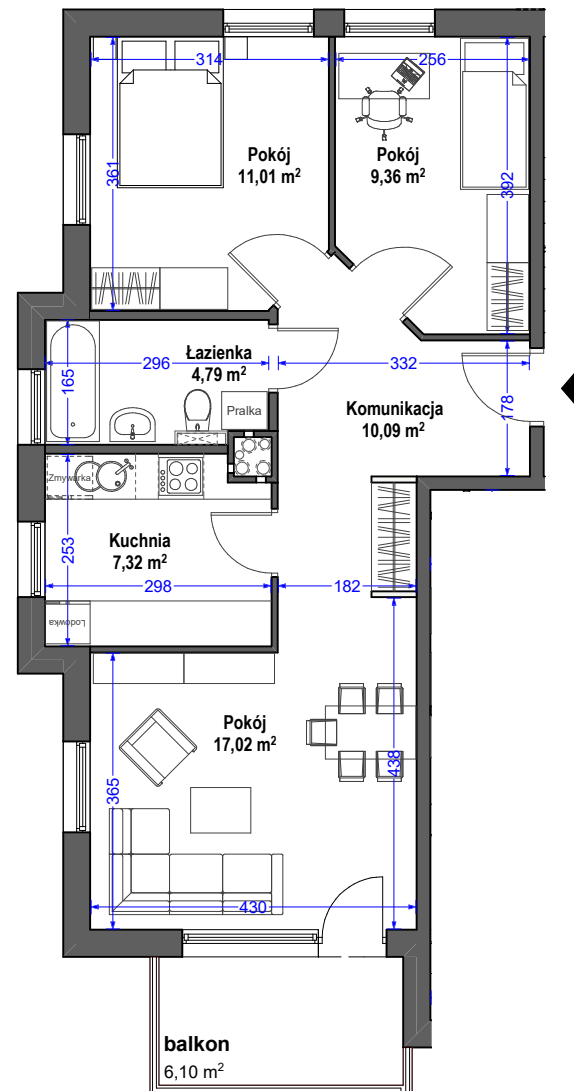 314
256
Pokój
11,01 m²
Pokój
9,36 m²
361
392
Łazienka
4,79 m²
296
165
332
178
Pralka
Komunikacja
10,09 m²
Zmywarka
Kuchnia
7,32 m²
253
298
182
Lodówka
Pokój
17,02 m²
365
438
430
balkon
6,10 m²